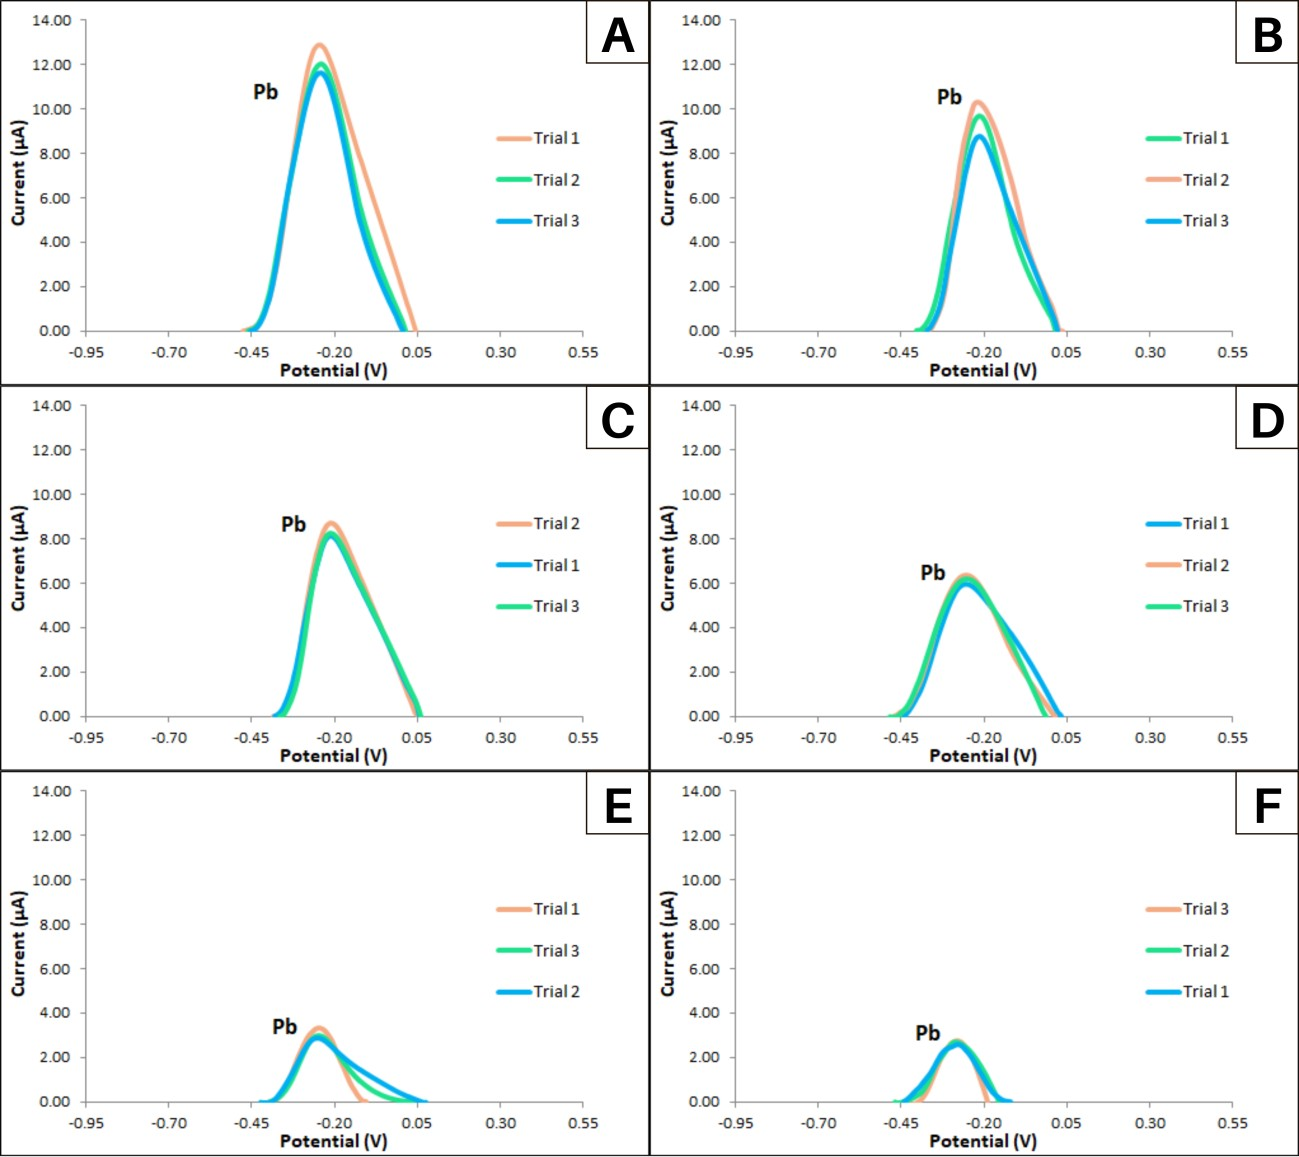 A
14.00
12.00
10.00
8.00
6.00
4.00
2.00
0.00
Current (µA)
Pb
Trial 1
Trial 2
Trial 3
-0.95 -0.70 -0.45 -0.20 0.05 0.30 0.55
Potential (V)
B
14.00
12.00
10.00
8.00
6.00
4.00
2.00
0.00
Current (µA)
Pb
Trial 1
Trial 2
Trial 3
-0.95 -0.70 -0.45 -0.20 0.05 0.30 0.55
Potential (V)
C
14.00
12.00
10.00
8.00
6.00
4.00
2.00
0.00
Current (µA)
Pb
Trial 2
Trial 1
Trial 3
-0.95 -0.70 -0.45 -0.20 0.05 0.30 0.55
Potential (V)
D
14.00
12.00
10.00
8.00
6.00
4.00
2.00
0.00
Current (µA)
Pb
Trial 1
Trial 2
Trial 3
-0.95 -0.70 -0.45 -0.20 0.05 0.30 0.55
Potential (V)
E
14.00
12.00
10.00
8.00
6.00
4.00
2.00
0.00
Current (µA)
Pb
Trial 1
Trial 3
Trial 2
-0.95 -0.70 -0.45 -0.20 0.05 0.30 0.55
Potential (V)
F
14.00
12.00
10.00
8.00
6.00
4.00
2.00
0.00
Current (µA)
Pb
Trial 3
Trial 2
Trial 1
-0.95 -0.70 -0.45 -0.20 0.05 0.30 0.55
Potential (V)